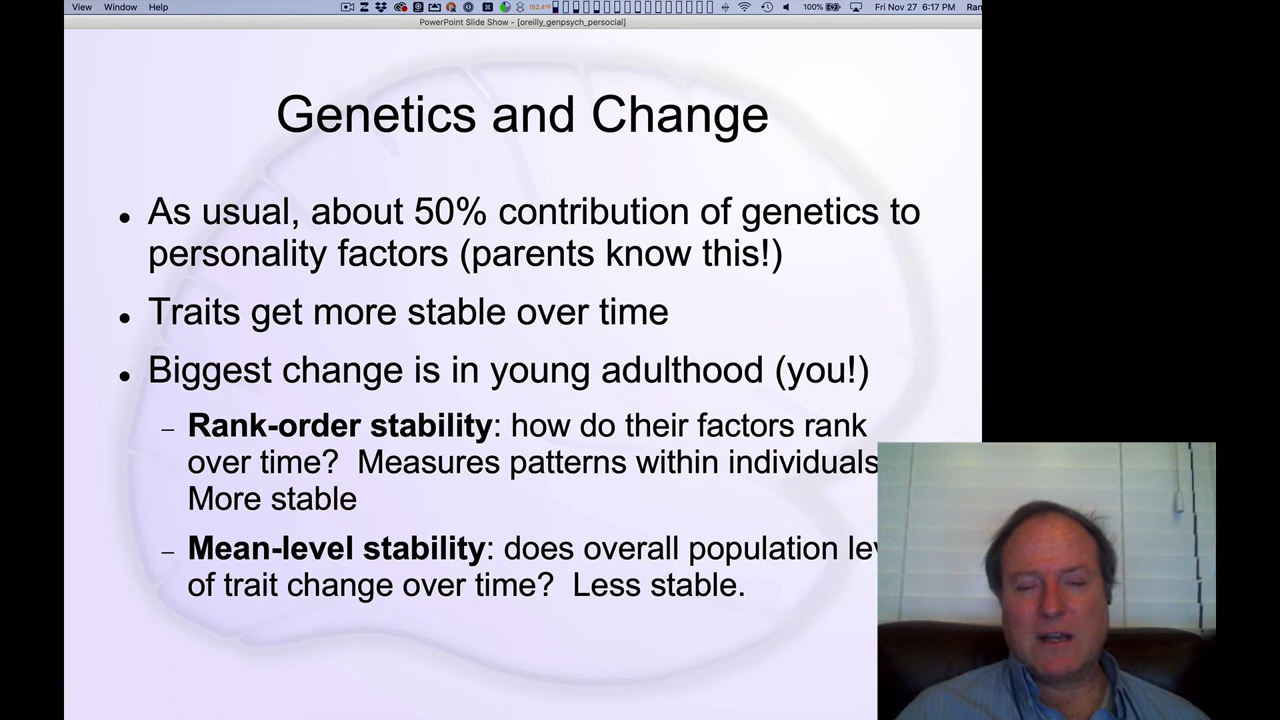 View Window Help 162.4°F 100% Fri Nov 27 6:17 PM Ran
PowerPoint Slide Show - [oreilly_genpsych_persocial]
Genetics and Change
As usual, about 50% contribution of genetics to
personality factors (parents know this!)
Traits get more stable over time
Biggest change is in young adulthood (you!)
– Rank-order stability: how do their factors rank
over time? Measures patterns within individuals
More stable
– Mean-level stability: does overall population
of trait change over time? Less stable.